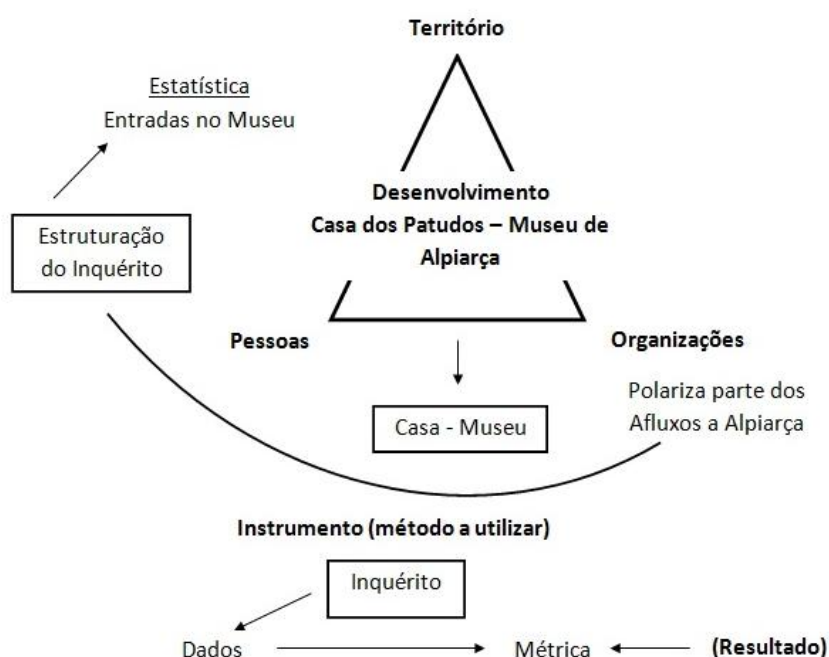 Território
Estatística
Entradas no Museu
Desenvolvimento
Casa dos Patudos – Museu de
Alpiarça
Estruturação
do Inquérito
Pessoas
Organizações
Polariza parte dos
Afluxos a Alpiarça
Casa - Museu
Instrumento (método a utilizar)
Inquérito
Dados
Métrica
(Resultado)